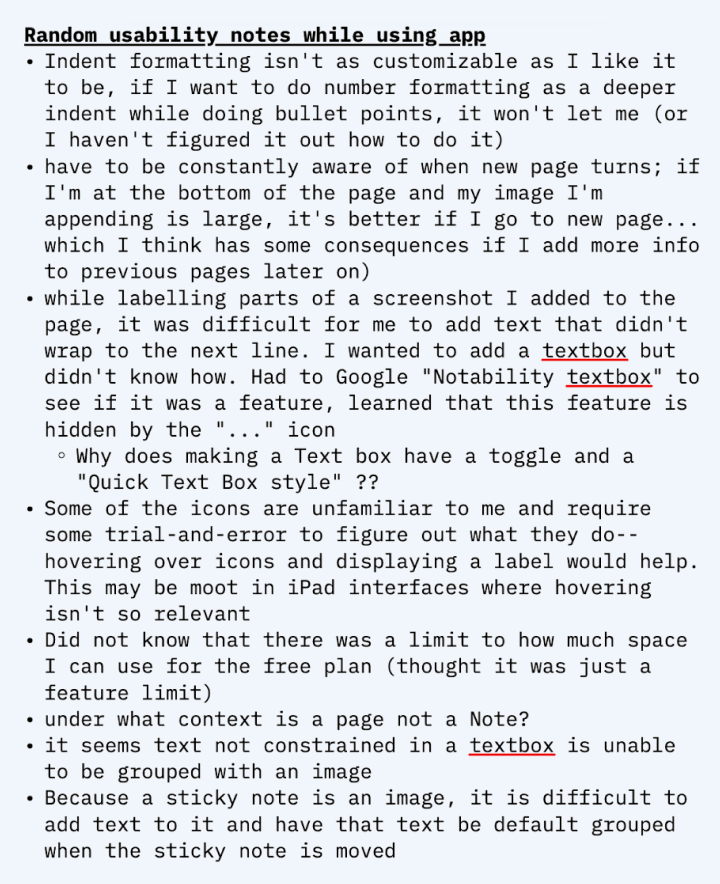 Random usability notes while using app
• Indent formatting isn't as customizable as I like it
to be, if I want to do number formatting as a deeper
indent while doing bullet points, it won't let me (or
I haven't figured it out how to do it)
• have to be constantly aware of when new page turns; if
I'm at the bottom of the page and my image I'm
appending is large, it's better if I go to new page...
which I think has some consequences if I add more info
to previous pages later on)
• while labelling parts of a screenshot I added to the
page, it was difficult for me to add text that didn't
wrap to the next line. I wanted to add a textbox but
didn't know how. Had to Google "Notability textbox" to
see if it was a feature, learned that this feature is
hidden by the "..." icon
◦ Why does making a Text box have a toggle and a
"Quick Text Box style" ??
• Some of the icons are unfamiliar to me and require
some trial-and-error to figure out what they do--
hovering over icons and displaying a label would help.
This may be moot in iPad interfaces where hovering
isn't so relevant
• Did not know that there was a limit to how much space
I can use for the free plan (thought it was just a
feature limit)
• under what context is a page not a Note?
• it seems text not constrained in a textbox is unable
to be grouped with an image
• Because a sticky note is an image, it is difficult to
add text to it and have that text be default grouped
when the sticky note is moved